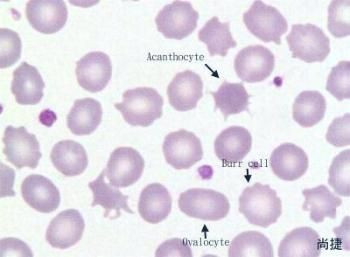 Acanthocyte
Burr cell
Ovalocyte
尚捷